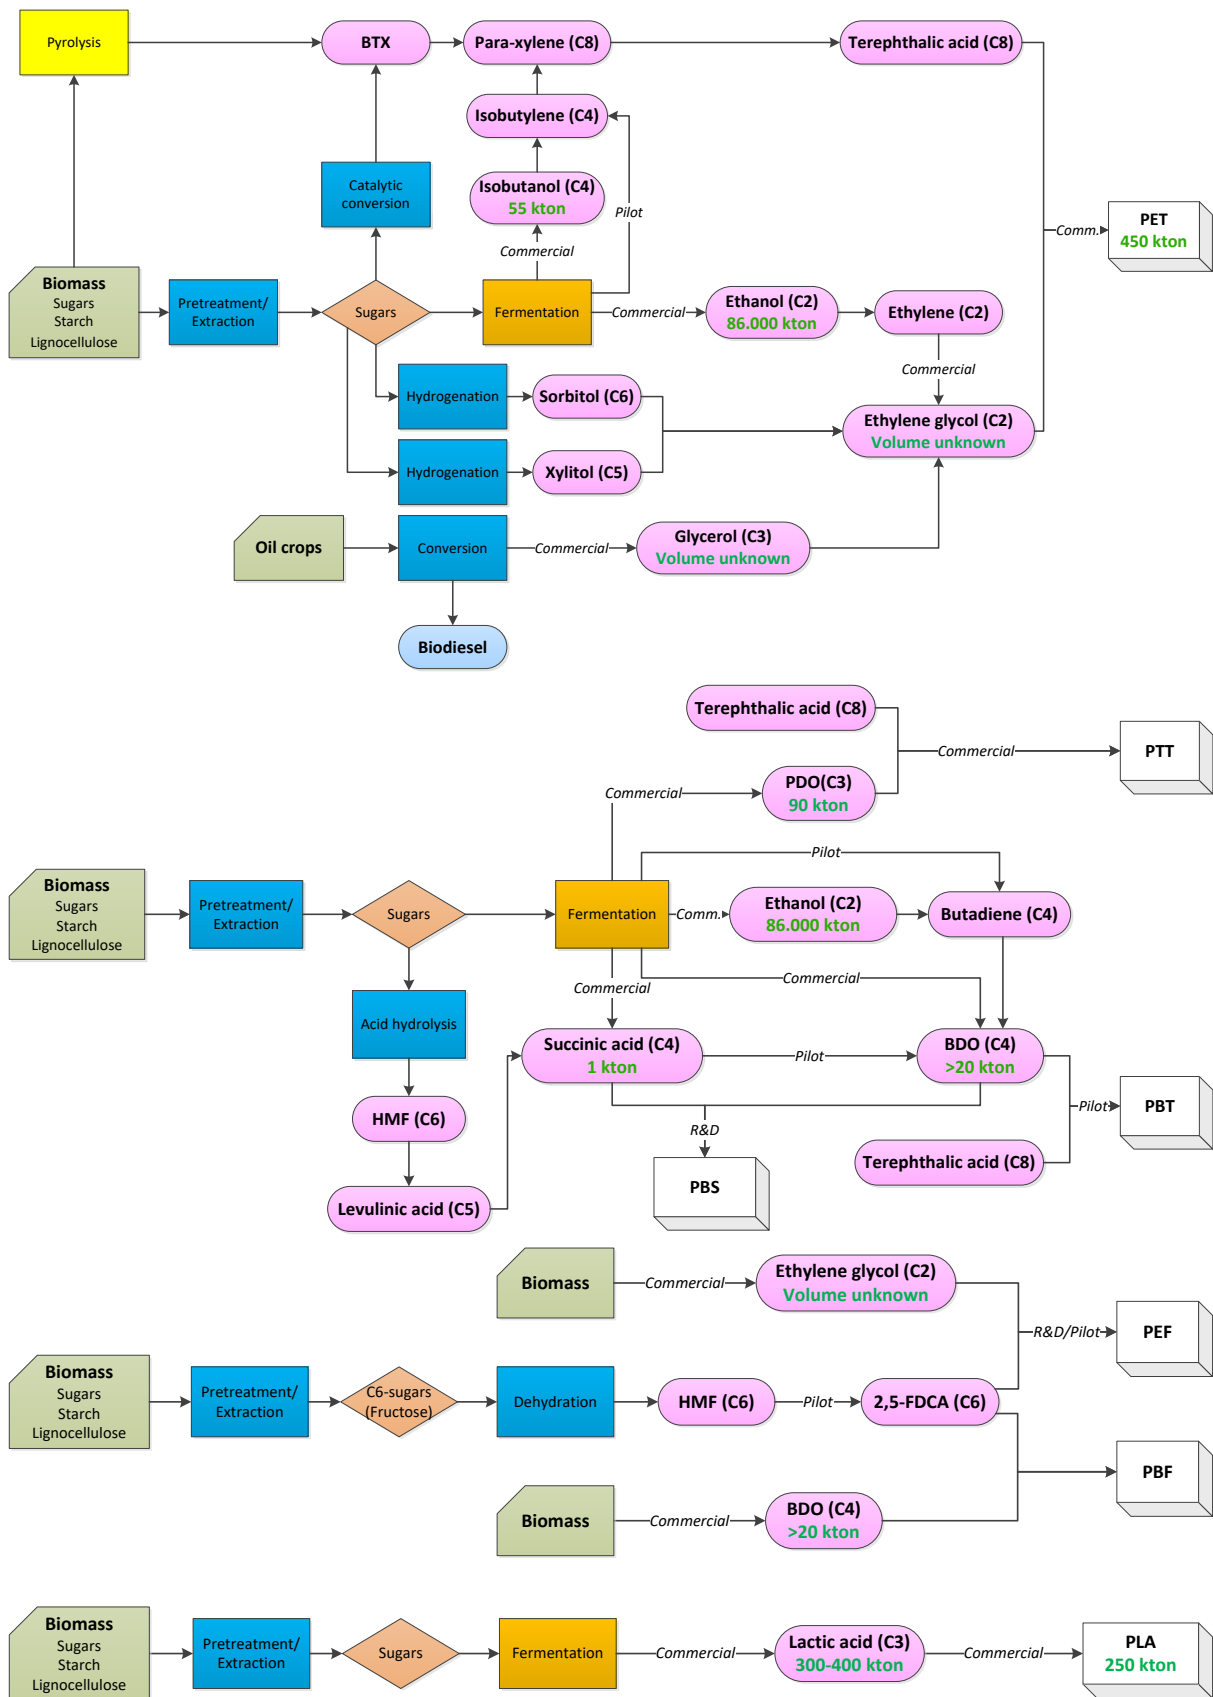 Pyrolysis
BTX
Para-xylene (C8)
Terephthalic acid (C8)
Isobutylene (C4)
Catalytic
conversion
Isobutanol (C4)
55 kton
Pilot
PET
450 kton
Comm.
Commercial
Biomass
Sugars
Starch
Lignocellulose
Pretreatment/
Extraction
Sugars
Fermentation
Commercial
Ethanol (C2)
86.000 kton
Ethylene (C2)
Commercial
Hydrogenation
Sorbitol (C6)
Ethylene glycol (C2)
Volume unknown
Hydrogenation
Xylitol (C5)
Oil crops
Conversion
Commercial
Glycerol (C3)
Volume unknown
Biodiesel
Terephthalic acid (C8)
Commercial
PTT
Commercial
PDO(C3)
90 kton
Pilot
Biomass
Sugars
Starch
Lignocellulose
Pretreatment/
Extraction
Sugars
Fermentation
Comm.
Ethanol (C2)
86.000 kton
Butadiene (C4)
Commercial
Commercial
Acid hydrolysis
Succinic acid (C4)
1 kton
Pilot
BDO (C4)
>20 kton
HMF (C6)
Pilot
PBT
R&D
Terephthalic acid (C8)
PBS
Levulinic acid (C5)
Biomass
Commercial
Ethylene glycol (C2)
Volume unknown
R&D/Pilot
PEF
Biomass
Sugars
Starch
Lignocellulose
Pretreatment/
Extraction
C6-sugars
(Fructose)
Dehydration
HMF (C6)
Pilot
2,5-FDCA (C6)
PBF
Biomass
Commercial
BDO (C4)
>20 kton
Biomass
Sugars
Starch
Lignocellulose
Pretreatment/
Extraction
Sugars
Fermentation
Commercial
Lactic acid (C3)
300-400 kton
Commercial
PLA
250 kton